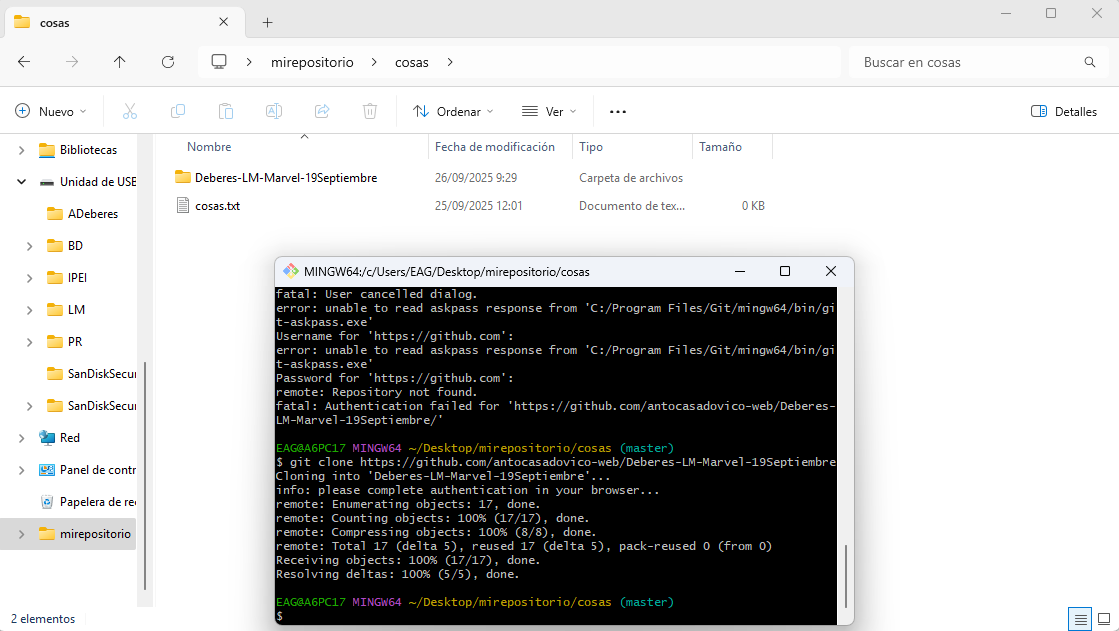 cosas
mirepositorio
cosas
Buscar en cosas
Nuevo
Ordenar
Ver
Detalles
Bibliotecas
Unidad de USE
ADeberes
BD
IPEI
LM
PR
SanDiskSecur
SanDiskSecur
Red
Panel de contr
Papelera de re
mirepositorio
Nombre
Fecha de modificación
Tipo
Tamaño
Deberes-LM-Marvel-19Septiembre
26/09/2025 9:29
Carpeta de archivos
cosas.txt
25/09/2025 12:01
Documento de tex...
0 KB
MINGW64:/c/Users/EAG/Desktop/mirepositorio/cosas
fatal: User cancelled dialog.
error: unable to read askpass response from 'C:/Program Files/Git/mingw64/bin/gi
t-askpass.exe'
Username for 'https://github.com':
error: unable to read askpass response from 'C:/Program Files/Git/mingw64/bin/gi
t-askpass.exe'
Password for 'https://github.com':
remote: Repository not found.
fatal: Authentication failed for 'https://github.com/antocasadovico-web/Deberes-
LM-Marvel-19Septiembre/'
EAG@A6PC17 MINGW64 ~/Desktop/mirepositorio/cosas (master)
$ git clone https://github.com/antocasadovico-web/Deberes-LM-Marvel-19Septiembre
Cloning into 'Deberes-LM-Marvel-19Septiembre'...
info: please complete authentication in your browser...
remote: Enumerating objects: 17, done.
remote: Counting objects: 100% (17/17), done.
remote: Compressing objects: 100% (8/8), done.
remote: Total 17 (delta 5), reused 17 (delta 5), pack-reused 0 (from 0)
Receiving objects: 100% (17/17), done.
Resolving deltas: 100% (5/5), done.
EAG@A6PC17 MINGW64 ~/Desktop/mirepositorio/cosas (master)
$
2 elementos